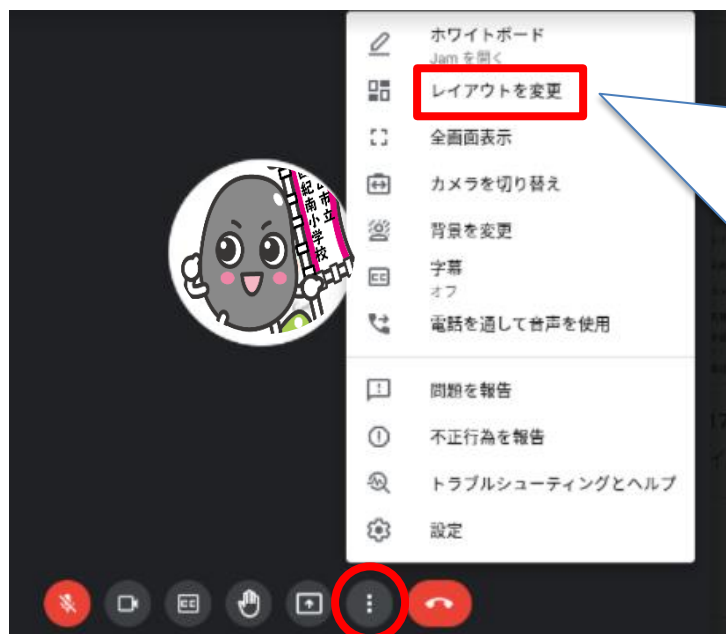 ホワイトボード
Jam を開く
レイアウトを変更
全画面表示
カメラを切り替え
背景を変更
字幕
オフ
電話を通して音声を使用
問題を報告
不正行為を報告
トラブルシューティングとヘルプ
設定
市立
紀南小学校